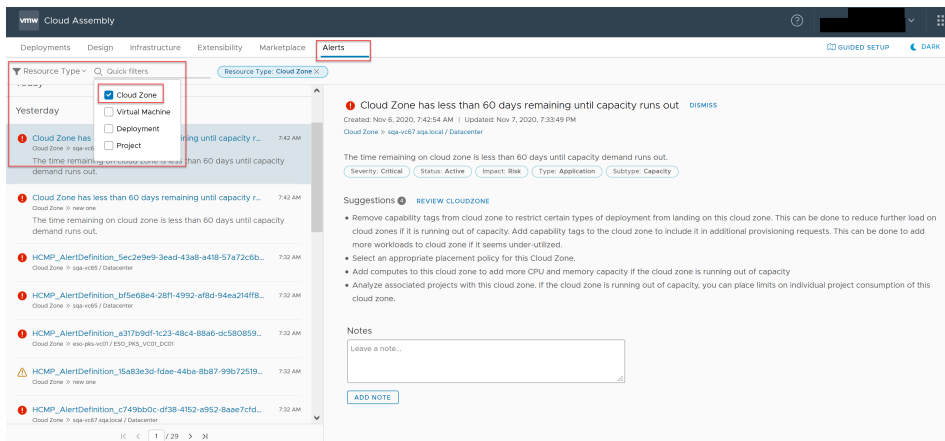 vmw Cloud Assembly
Deployments Design Infrastructure Extensibility Marketplace Alerts
GUIDED SETUP DARK
Resource Type Quick filters
Resource Type: Cloud Zone ×
Cloud Zone
Virtual Machine
Deployment
Project
Today
Yesterday
Cloud Zone has ining until capacity r... 7:42 AM
Cloud Zone » sqa-vc6
The time remaining on cloud zone is less than 60 days until capacity
demand runs out.
Cloud Zone has less than 60 days remaining until capacity r... 7:42 AM
Cloud Zone » new one
The time remaining on cloud zone is less than 60 days until capacity
demand runs out.
HCMP_AlertDefinition_5ec2e9e9-3ead-43a8-a418-57a72c6b... 7:32 AM
Cloud Zone » sqa-vc65 / Datacenter
HCMP_AlertDefinition_bf5e68e4-28f1-4992-af8d-94ea214ff8... 7:32 AM
Cloud Zone » sqa-vc65 / Datacenter
HCMP_AlertDefinition_a317b9df-1c23-48c4-88a6-dc580859... 7:32 AM
Cloud Zone » eso-pks-vc01 / ESO_PKS_VC01_DC01
HCMP_AlertDefinition_15a83e3d-fdae-44ba-8b87-99b72519... 7:32 AM
Cloud Zone » new one
HCMP_AlertDefinition_c749bb0c-df38-4152-a952-8aae7cfd... 7:32 AM
Cloud Zone » sqa-vc67.sqa.local / Datacenter
1 / 29
Cloud Zone has less than 60 days remaining until capacity runs out DISMISS
Created: Nov 6, 2020, 7:42:54 AM | Updated: Nov 7, 2020, 7:33:49 PM
Cloud Zone » sqa-vc67.sqa.local / Datacenter
The time remaining on cloud zone is less than 60 days until capacity demand runs out.
Severity: Critical Status: Active Impact: Risk Type: Application Subtype: Capacity
Suggestions 4 REVIEW CLOUDZONE
• Remove capability tags from cloud zone to restrict certain types of deployment from landing on this cloud zone. This can be done to reduce further load on
cloud zones if it is running out of capacity. Add capability tags to the cloud zone to include it in additional provisioning requests. This can be done to add
more workloads to cloud zone if it seems under-utilized.
• Select an appropriate placement policy for this Cloud Zone.
• Add computes to this cloud zone to add more CPU and memory capacity if the cloud zone is running out of capacity
• Analyze associated projects with this cloud zone. If the cloud zone is running out of capacity, you can place limits on individual project consumption of this
cloud zone.
Notes
Leave a note...
ADD NOTE